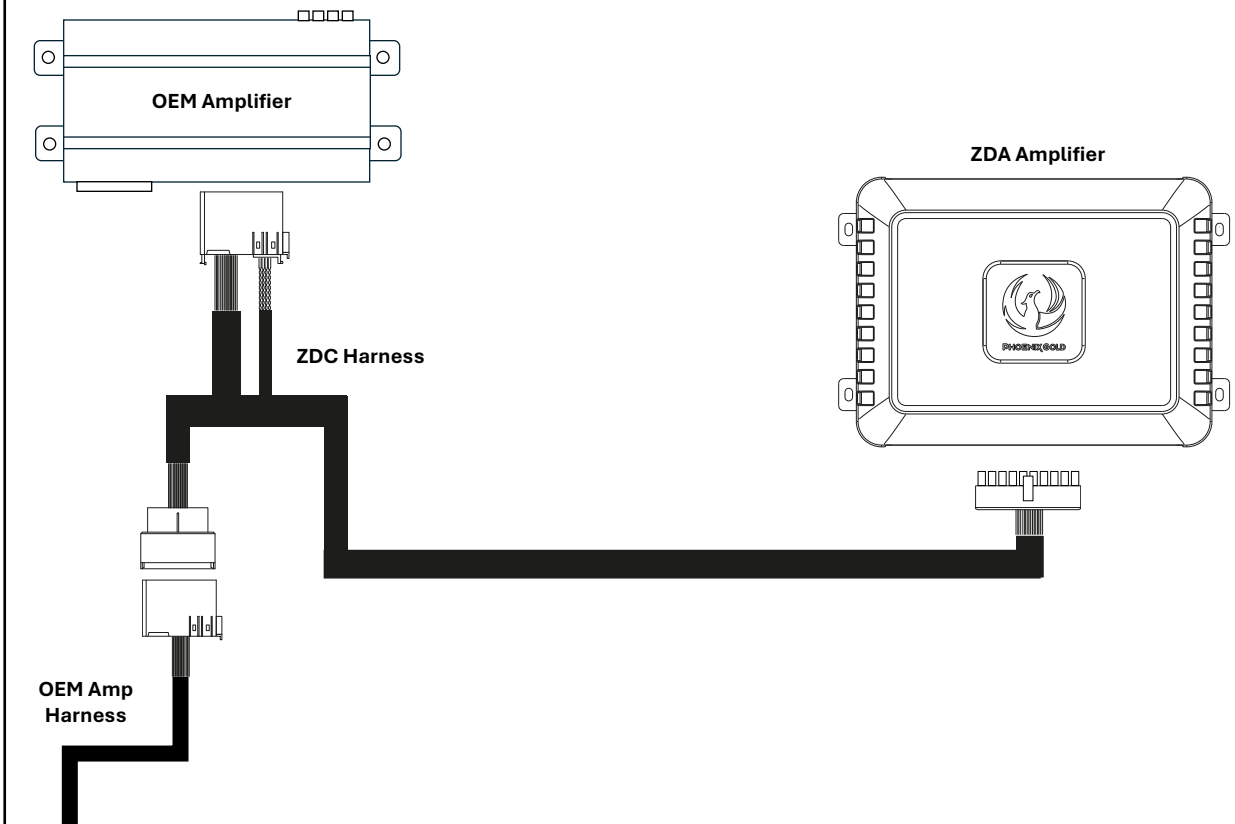 OEM Amplifier
ZDA Amplifier
PHOENIX GOLD
ZDC Harness
OEM Amp
Harness